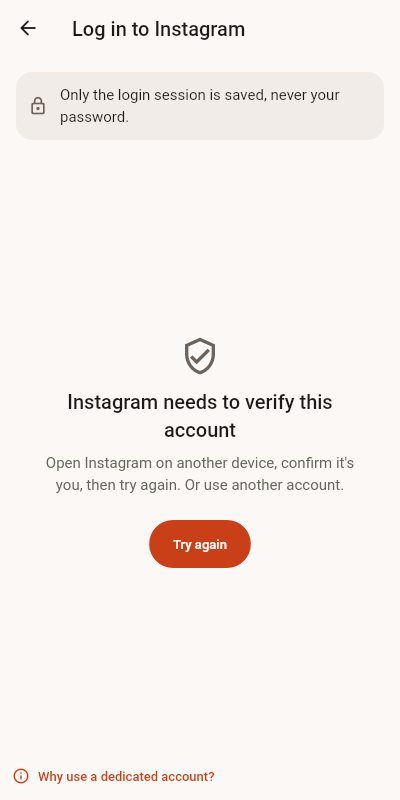 Log in to Instagram
Only the login session is saved, never your
password.
Instagram needs to verify this
account
Open Instagram on another device, confirm it's
you, then try again. Or use another account.
Try again
Why use a dedicated account?